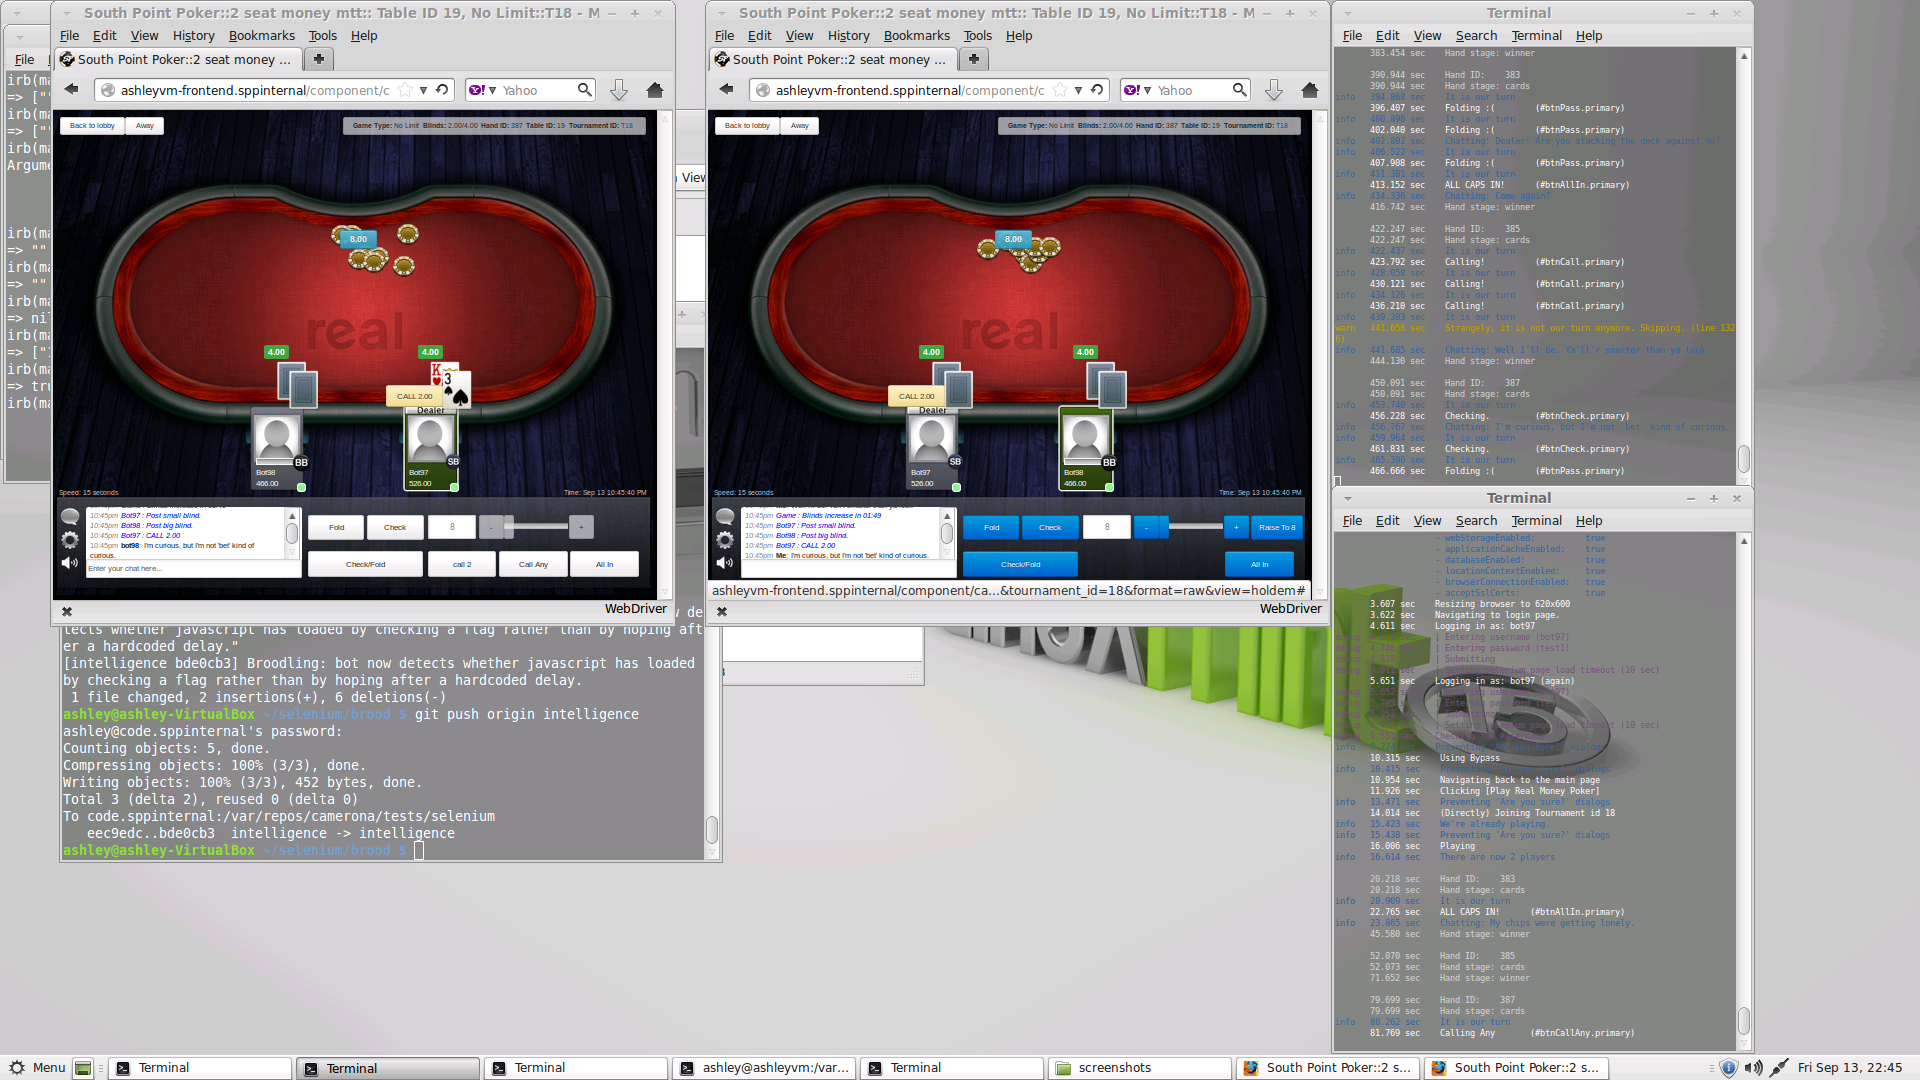 South Point Poker::2 seat money mtt:: Table ID 19, No Limit::T18 - M
File Edit View History Bookmarks Tools Help
South Point Poker::2 seat money ...
ashleyvm-frontend.sppinternal/component/c
Yahoo
Back to lobby Away
Game Type: No Limit Blinds: 2.00/4.00 Hand ID: 387 Table ID: 19 Tournament ID: T18
8.00
real
4.00 4.00
K
3
CALL 2.00
Dealer
BB SB
Bot98
466.00
Bot97
526.00
Speed: 15 seconds
Time: Sep 13 10:45:40 PM
10:45pm Bot97 : Post small blind.
10:45pm Bot98 : Post big blind.
10:45pm Bot97 : CALL 2.00
10:45pm bot98: I'm curious, but I'm not 'bet' kind of
curious.
Enter your chat here...
Fold Check 8 - +
Check/Fold call 2 Call Any All In
WebDriver
South Point Poker::2 seat money mtt:: Table ID 19, No Limit::T18 - M
File Edit View History Bookmarks Tools Help
South Point Poker::2 seat money ...
ashleyvm-frontend.sppinternal/component/c
Yahoo
Back to lobby Away
Game Type: No Limit Blinds: 2.00/4.00 Hand ID: 387 Table ID: 19 Tournament ID: T18
8.00
real
4.00 4.00
CALL 2.00
Dealer
SB BB
Bot97
526.00
Bot98
466.00
Speed: 15 seconds
Time: Sep 13 10:45:40 PM
10:45pm Game : Blinds increase in 01:49
10:45pm Bot97 : Post small blind.
10:45pm Bot98 : Post big blind.
10:45pm Bot97 : CALL 2.00
10:45pm Me: I'm curious, but I'm not 'bet' kind of curious.
Fold Check 8 - + Raise To 8
Check/Fold All In
ashleyvm-frontend.sppinternal/component/ca...&tournament_id=18&format=raw&view=holdem#
WebDriver
File
irb(ma
=> [""
irb(ma
=> [""
irb(ma
Argume
irb(ma
=> ""
irb(ma
=> ""
irb(ma
=> nil
irb(ma
=> ["1
irb(ma
=> tru
irb(ma
View
tects whether javascript has loaded by checking a flag rather than by hoping aft
er a hardcoded delay."
[intelligence bde0cb3] Broodling: bot now detects whether javascript has loaded
by checking a flag rather than by hoping after a hardcoded delay.
1 file changed, 2 insertions(+), 6 deletions(-)
ashley@ashley-VirtualBox ~/selenium/brood $ git push origin intelligence
ashley@code.sppinternal's password:
Counting objects: 5, done.
Compressing objects: 100% (3/3), done.
Writing objects: 100% (3/3), 452 bytes, done.
Total 3 (delta 2), reused 0 (delta 0)
To code.sppinternal:/var/repos/camerona/tests/selenium
eec9edc..bde0cb3 intelligence -> intelligence
ashley@ashley-VirtualBox ~/selenium/brood $
Terminal
File Edit View Search Terminal Help
383.454 sec Hand stage: winner
390.944 sec Hand ID: 383
390.944 sec Hand stage: cards
info 394.868 sec It is our turn
396.407 sec Folding :( (#btnPass.primary)
info 400.896 sec It is our turn
402.040 sec Folding :( (#btnPass.primary)
info 402.802 sec Chatting: Dealer! Are you stacking the deck against me?
info 406.522 sec It is our turn
407.908 sec Folding :( (#btnPass.primary)
info 411.301 sec It is our turn
413.152 sec ALL CAPS IN! (#btnAllIn.primary)
info 414.336 sec Chatting: Come again?
416.742 sec Hand stage: winner
422.247 sec Hand ID: 385
422.247 sec Hand stage: cards
info 422.437 sec It is our turn
423.792 sec Calling! (#btnCall.primary)
info 428.058 sec It is our turn
430.121 sec Calling! (#btnCall.primary)
info 434.126 sec It is our turn
436.210 sec Calling! (#btnCall.primary)
info 439.303 sec It is our turn
warn 441.656 sec Strangely, it is not our turn anymore. Skipping. (line 132
6)
info 441.685 sec Chatting: Well I'll be. Ya'll'r smarter than ya look
444.130 sec Hand stage: winner
450.091 sec Hand ID: 387
450.091 sec Hand stage: cards
info 453.740 sec It is our turn
456.228 sec Checking. (#btnCheck.primary)
info 456.767 sec Chatting: I'm curious, but I'm not 'bet' kind of curious.
info 459.964 sec It is our turn
461.831 sec Checking. (#btnCheck.primary)
info 465.390 sec It is our turn
466.666 sec Folding :( (#btnPass.primary)
Terminal
File Edit View Search Terminal Help
- webStorageEnabled: true
- applicationCacheEnabled: true
- databaseEnabled: true
- locationContextEnabled: true
- browserConnectionEnabled: true
- acceptSslCerts: true
3.607 sec Resizing browser to 620x600
3.622 sec Navigating to login page.
4.611 sec Logging in as: bot97
| Entering username (bot97)
| Entering password (test1)
| Submitting
5.651 sec Logging in as: bot97 (again)
10.315 sec Using Bypass
info 10.415 sec Preventing 'Are you sure?' dialogs
10.954 sec Navigating back to the main page
11.926 sec Clicking [Play Real Money Poker]
info 13.471 sec Preventing 'Are you sure?' dialogs
14.014 sec (Directly) Joining Tournament id 18
info 15.423 sec We're already playing.
info 15.438 sec Preventing 'Are you sure?' dialogs
16.006 sec Playing
info 16.614 sec There are now 2 players
20.218 sec Hand ID: 383
20.218 sec Hand stage: cards
info 20.909 sec It is our turn
22.765 sec ALL CAPS IN! (#btnAllIn.primary)
info 23.865 sec Chatting: My chips were getting lonely.
45.580 sec Hand stage: winner
52.070 sec Hand ID: 385
52.073 sec Hand stage: cards
71.652 sec Hand stage: winner
79.699 sec Hand ID: 387
79.699 sec Hand stage: cards
info 80.262 sec It is our turn
81.769 sec Calling Any (#btnCallAny.primary)
Menu Terminal Terminal Terminal ashley@ashleyvm:/var... Terminal screenshots South Point Poker::2 s... South Point Poker::2 s... Fri Sep 13, 22:45